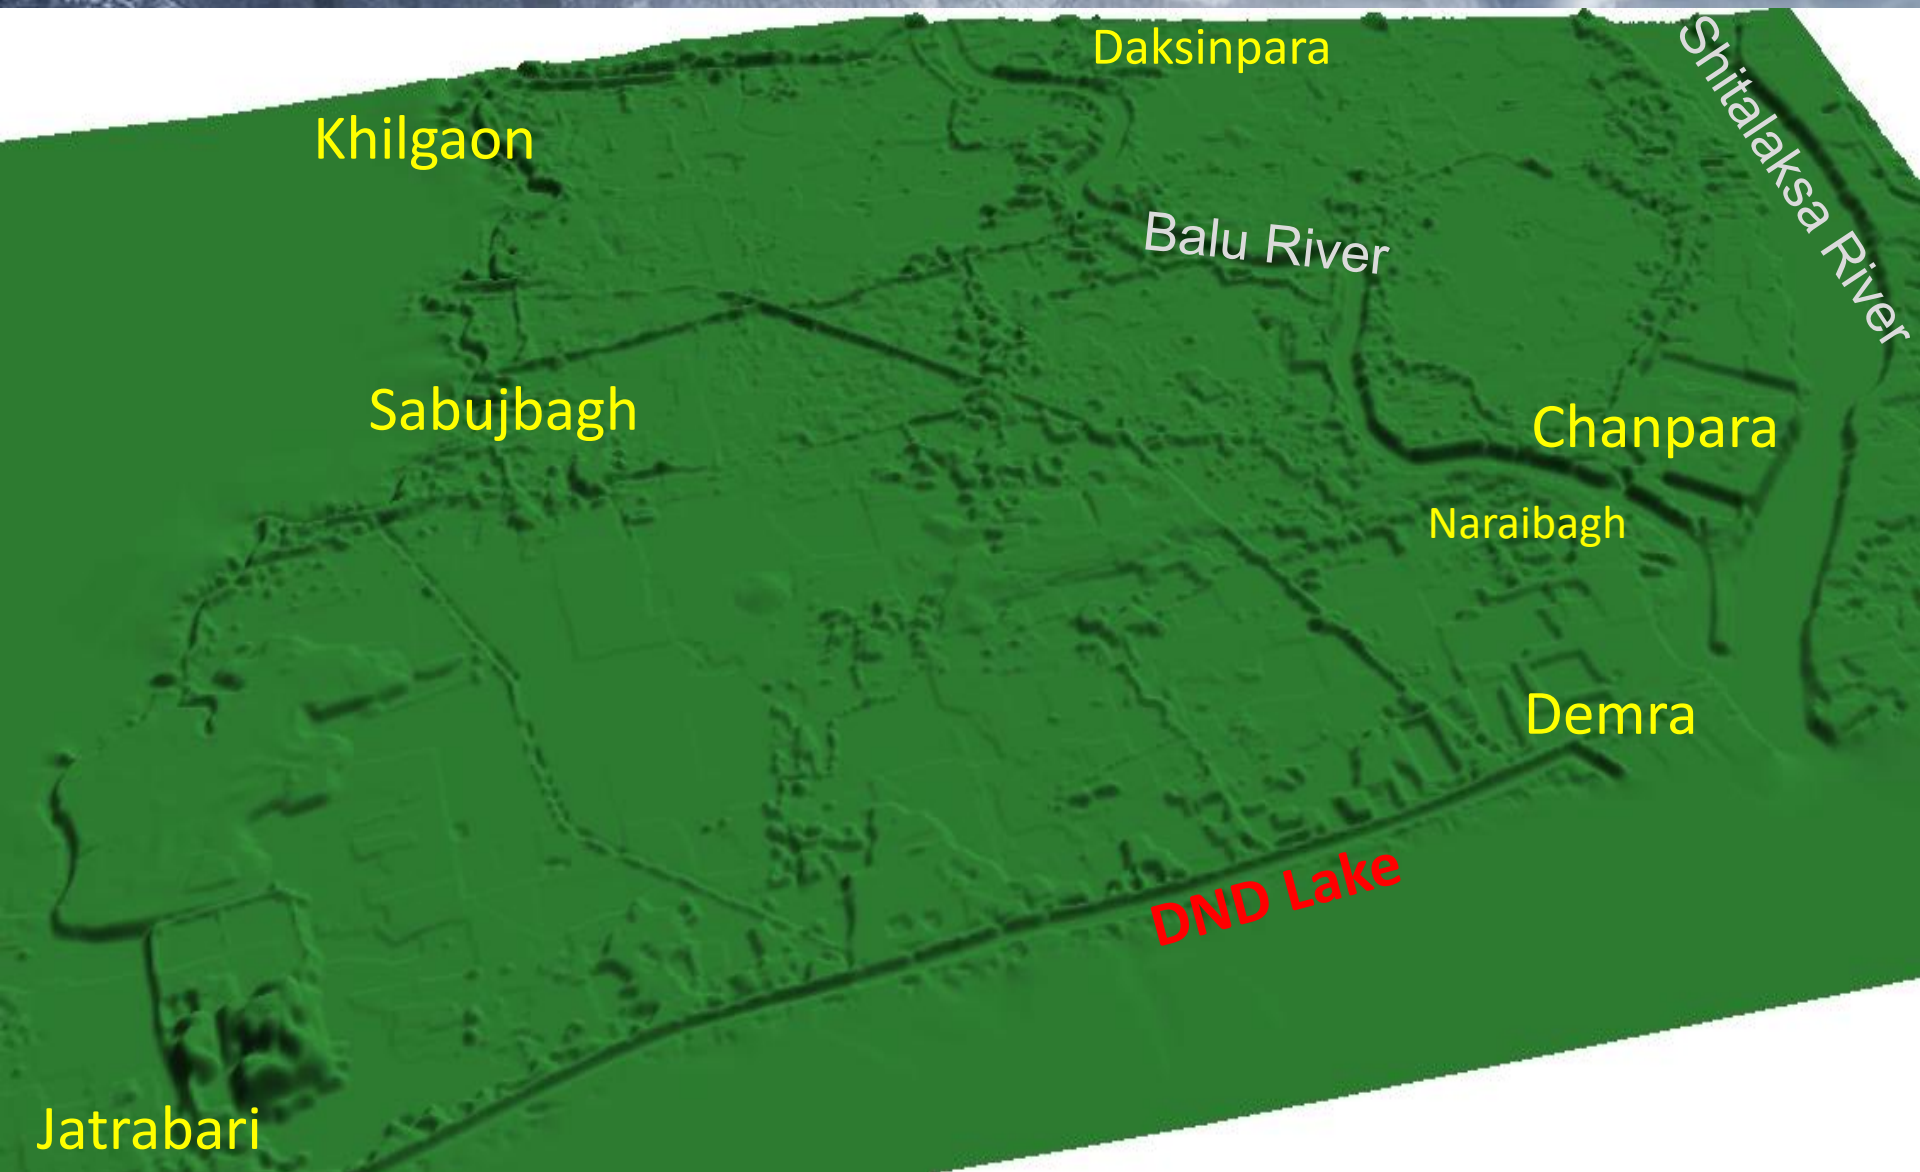 Daksinpara
Shitalaksa River
Khilgaon
Balu River
Sabujbagh
Chanpara
Naraibagh
Demra
DND Lake
Jatrabari